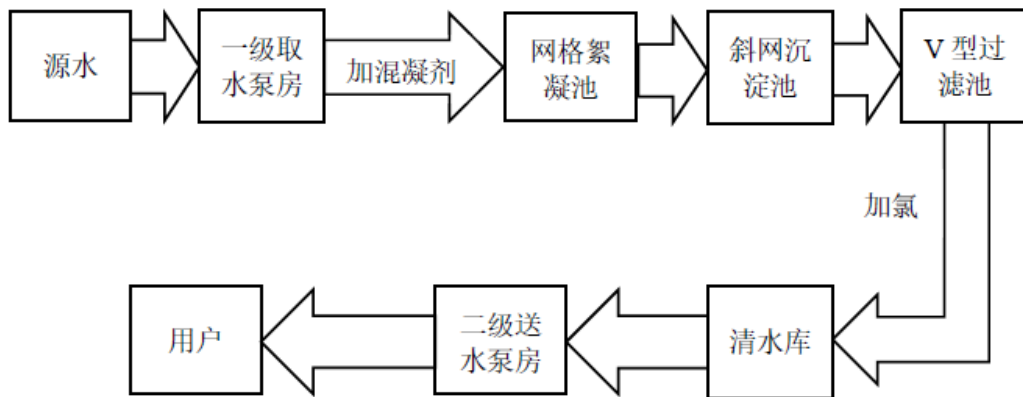 源水
一级取
水泵房
加混凝剂
网格絮
凝池
斜网沉
淀池
V 型过
滤池
加氯
清水库
二级送
水泵房
用户